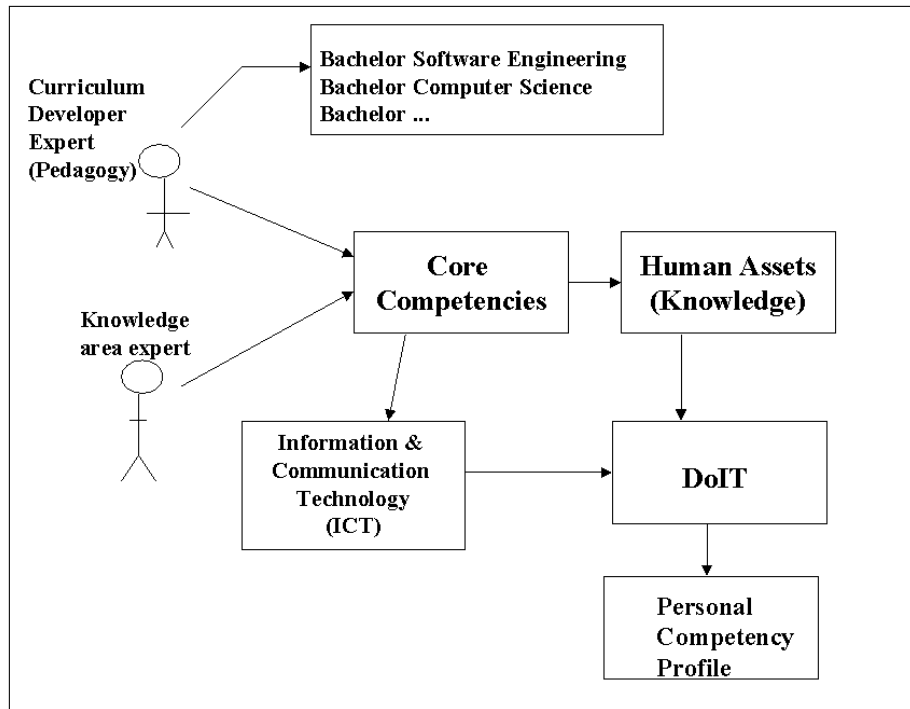 Bachelor Software Engineering
Bachelor Computer Science
Bachelor ...
Curriculum
Developer
Expert
(Pedagogy)
Core
Competencies
Human Assets
(Knowledge)
Knowledge
area expert
Information &
Communication
Technology
(ICT)
DoIT
Personal
Competency
Profile